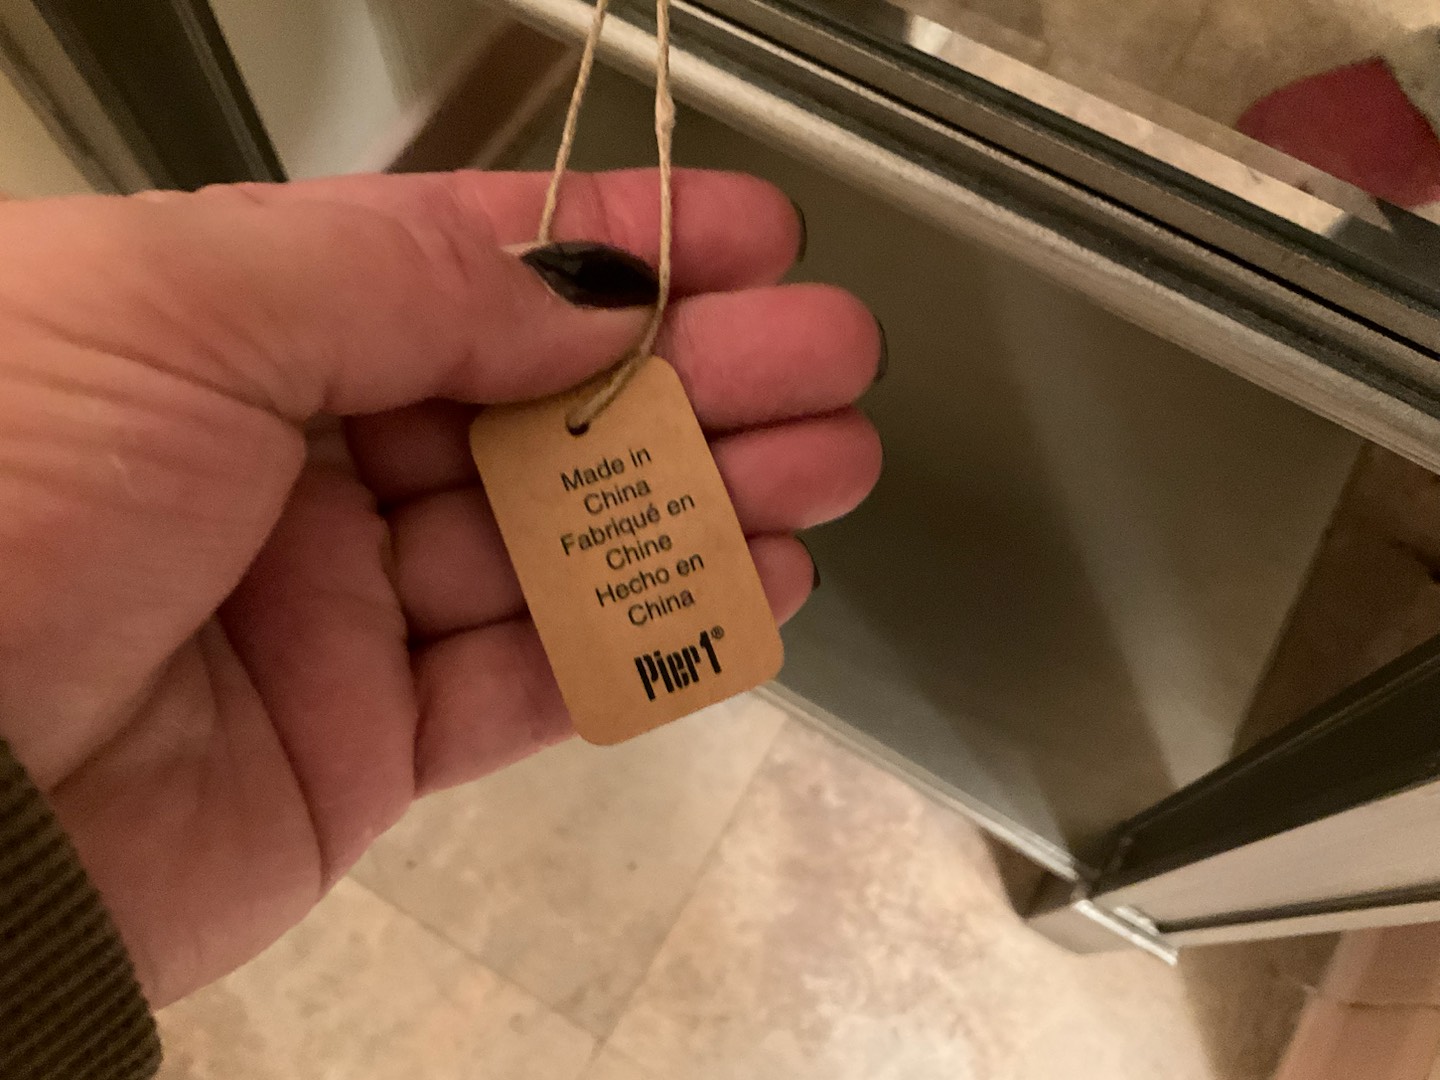 Made in
China
Fabriqué en
Chine
Hecho en
China
Pier1®